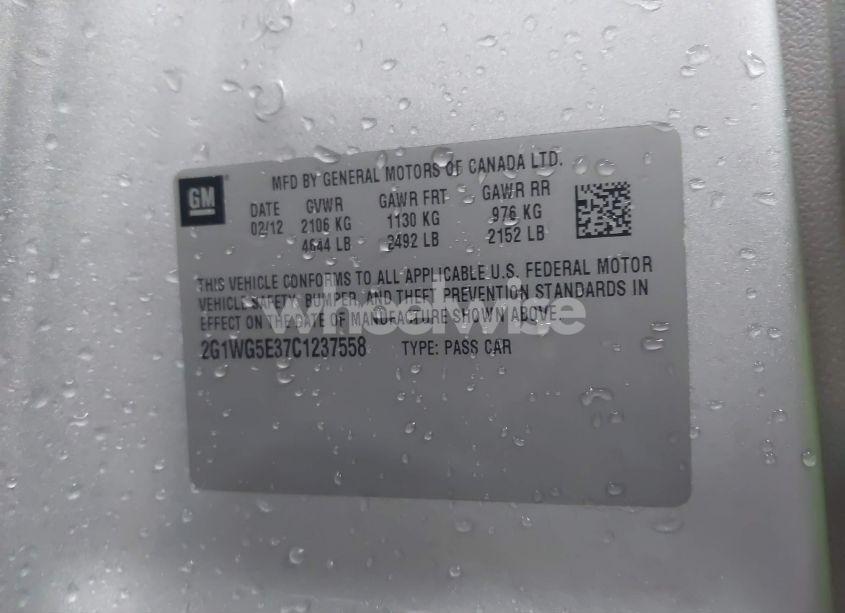 GM
MFD BY GENERAL MOTORS OF CANADA LTD.
DATE GVWR GAWR FRT GAWR RR
02/12 2106 KG 1130 KG 976 KG
4644 LB 2492 LB 2152 LB
THIS VEHICLE CONFORMS TO ALL APPLICABLE U.S. FEDERAL MOTOR
VEHICLE SAFETY, BUMPER, AND THEFT PREVENTION STANDARDS IN
EFFECT ON THE DATE OF MANUFACTURE SHOWN ABOVE.
wheelwise
2G1WG5E37C1237558 TYPE: PASS CAR